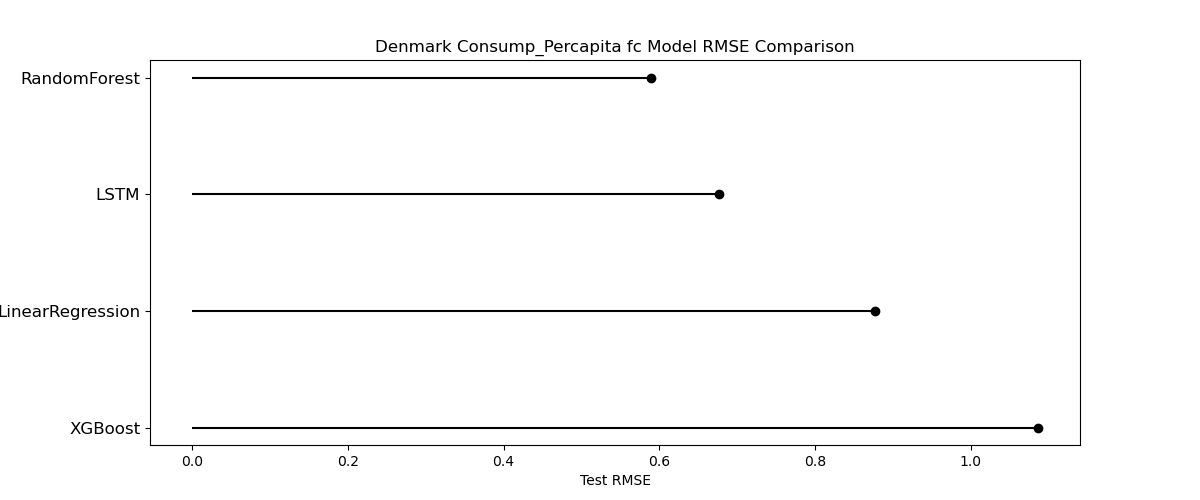 Denmark Consump_Percapita fc Model RMSE Comparison
RandomForest
LSTM
LinearRegression
XGBoost
0.0 0.2 0.4 0.6 0.8 1.0
Test RMSE